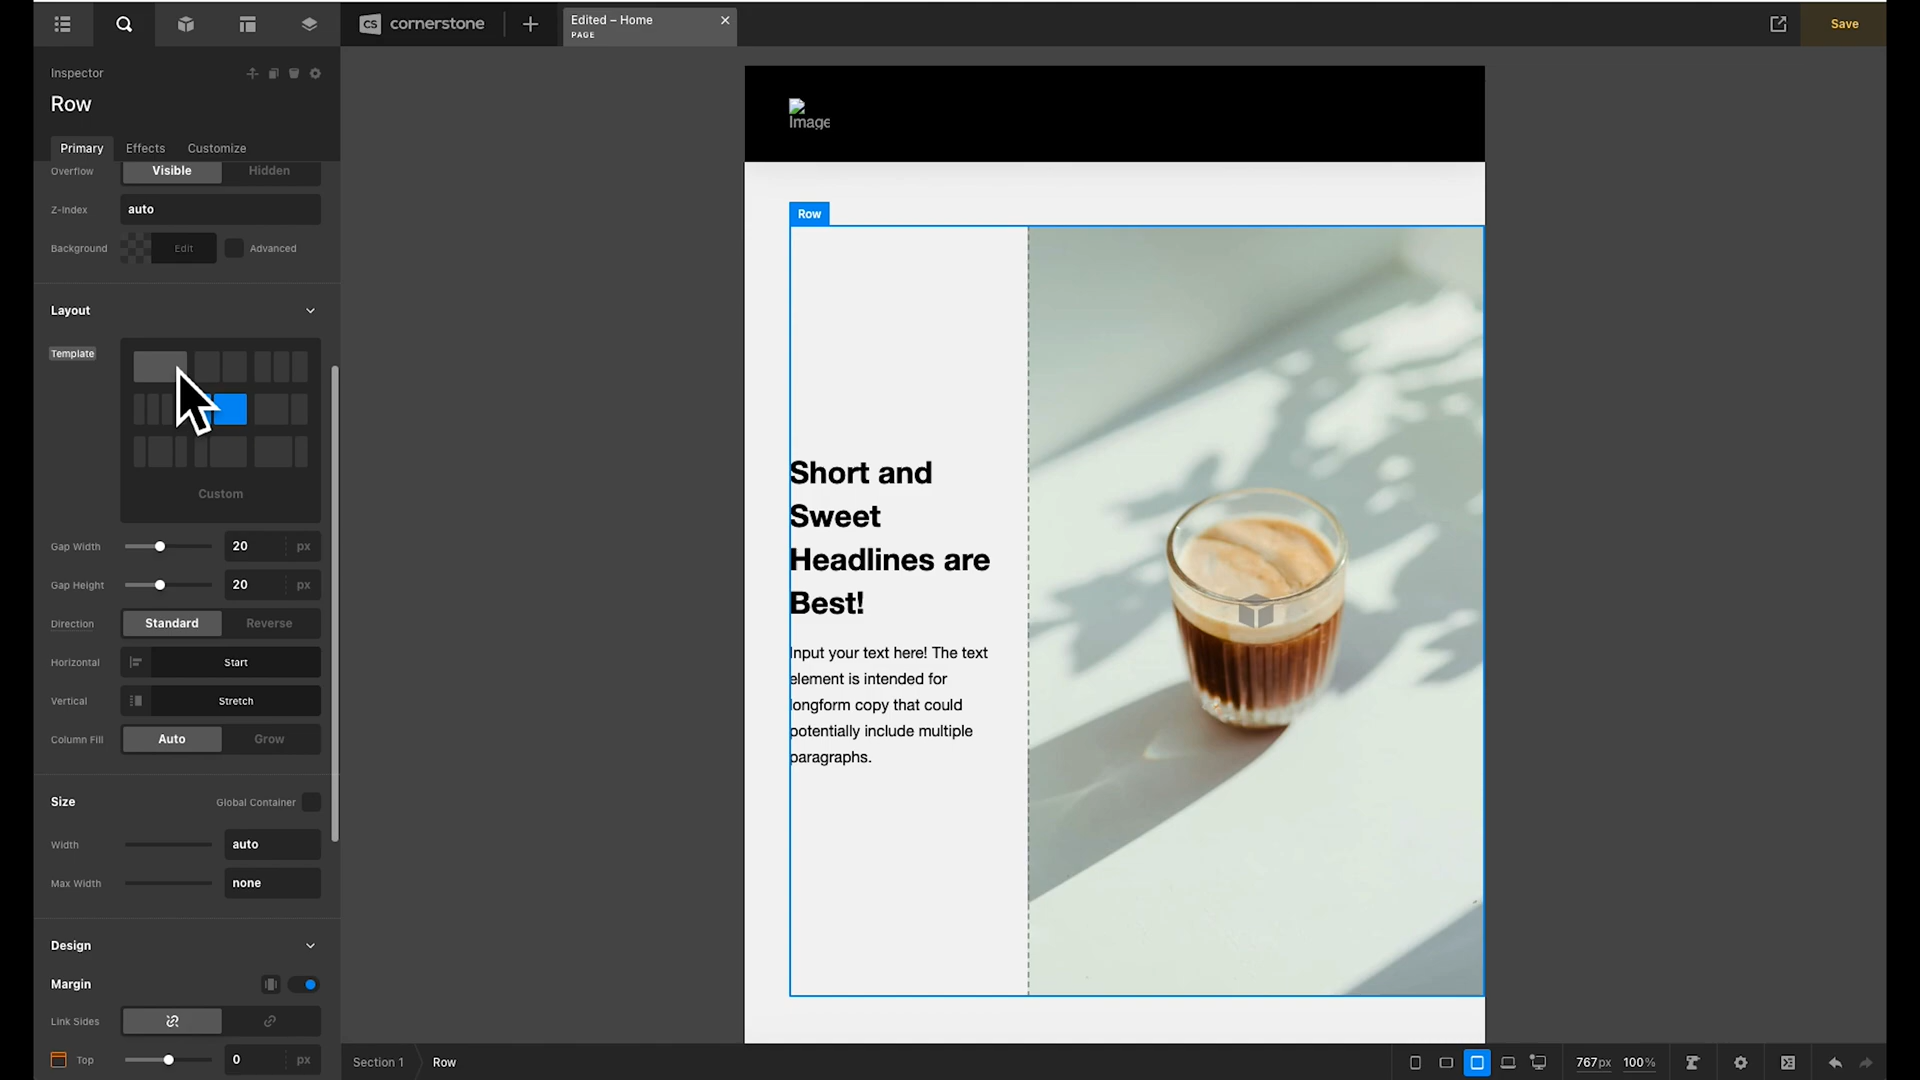 cs cornerstone
Edited – Home
PAGE
Save
Inspector
Row
Primary Effects Customize
Overflow Visible Hidden
Z-Index auto
Background Edit Advanced
Layout
Template
Custom
Gap Width 20 px
Gap Height 20 px
Direction Standard Reverse
Horizontal Start
Vertical Stretch
Column Fill Auto Grow
Size Global Container
Width auto
Max Width none
Design
Margin
Link Sides
Top 0 px
Image
Row
Short and
Sweet
Headlines are
Best!
Input your text here! The text
element is intended for
longform copy that could
potentially include multiple
paragraphs.
Section 1 Row
767px 100%